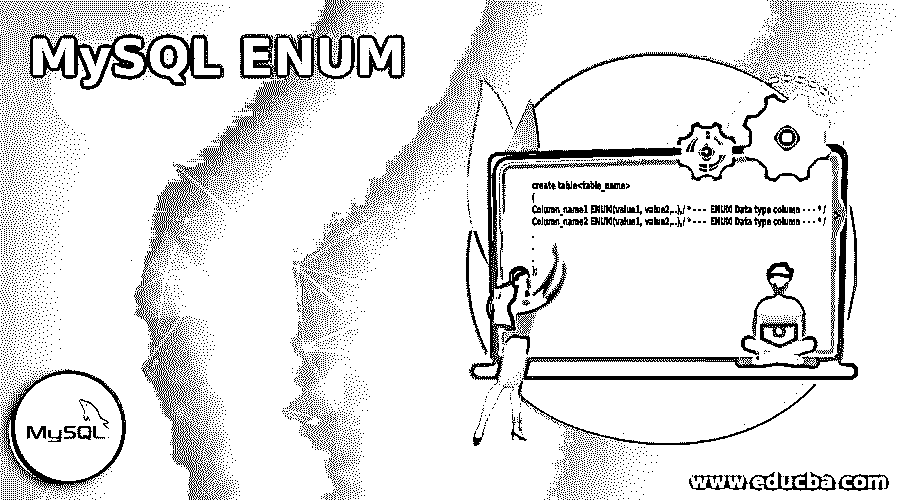 MySQL ENUM
create table<table_name>
(
Column_name1 ENUM(value1, value2,..),/*--- ENUM Data type column ---*/
Column_name2 ENUM(value1, value2,..),/*--- ENUM Data type column ---*/
.
.
.
);
MySQL
www.educba.com